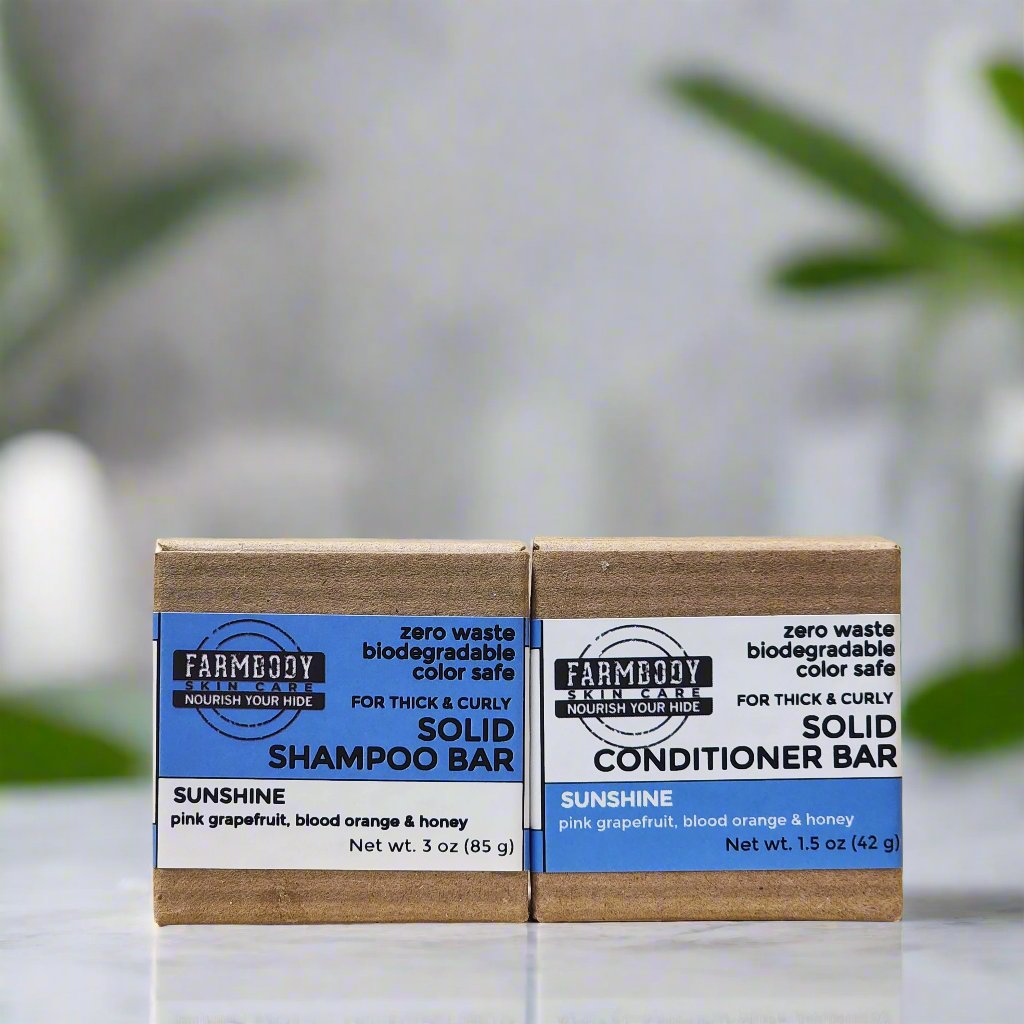 FARMBODY
SKIN CARE
NOURISH YOUR HIDE
zero waste
biodegradable
color safe
FOR THICK & CURLY
SOLID
SHAMPOO BAR
SUNSHINE
pink grapefruit, blood orange & honey
Net wt. 3 oz (85 g)
FARMBODY
SKIN CARE
NOURISH YOUR HIDE
zero waste
biodegradable
color safe
FOR THICK & CURLY
SOLID
CONDITIONER BAR
SUNSHINE
pink grapefruit, blood orange & honey
Net wt. 1.5 oz (42 g)